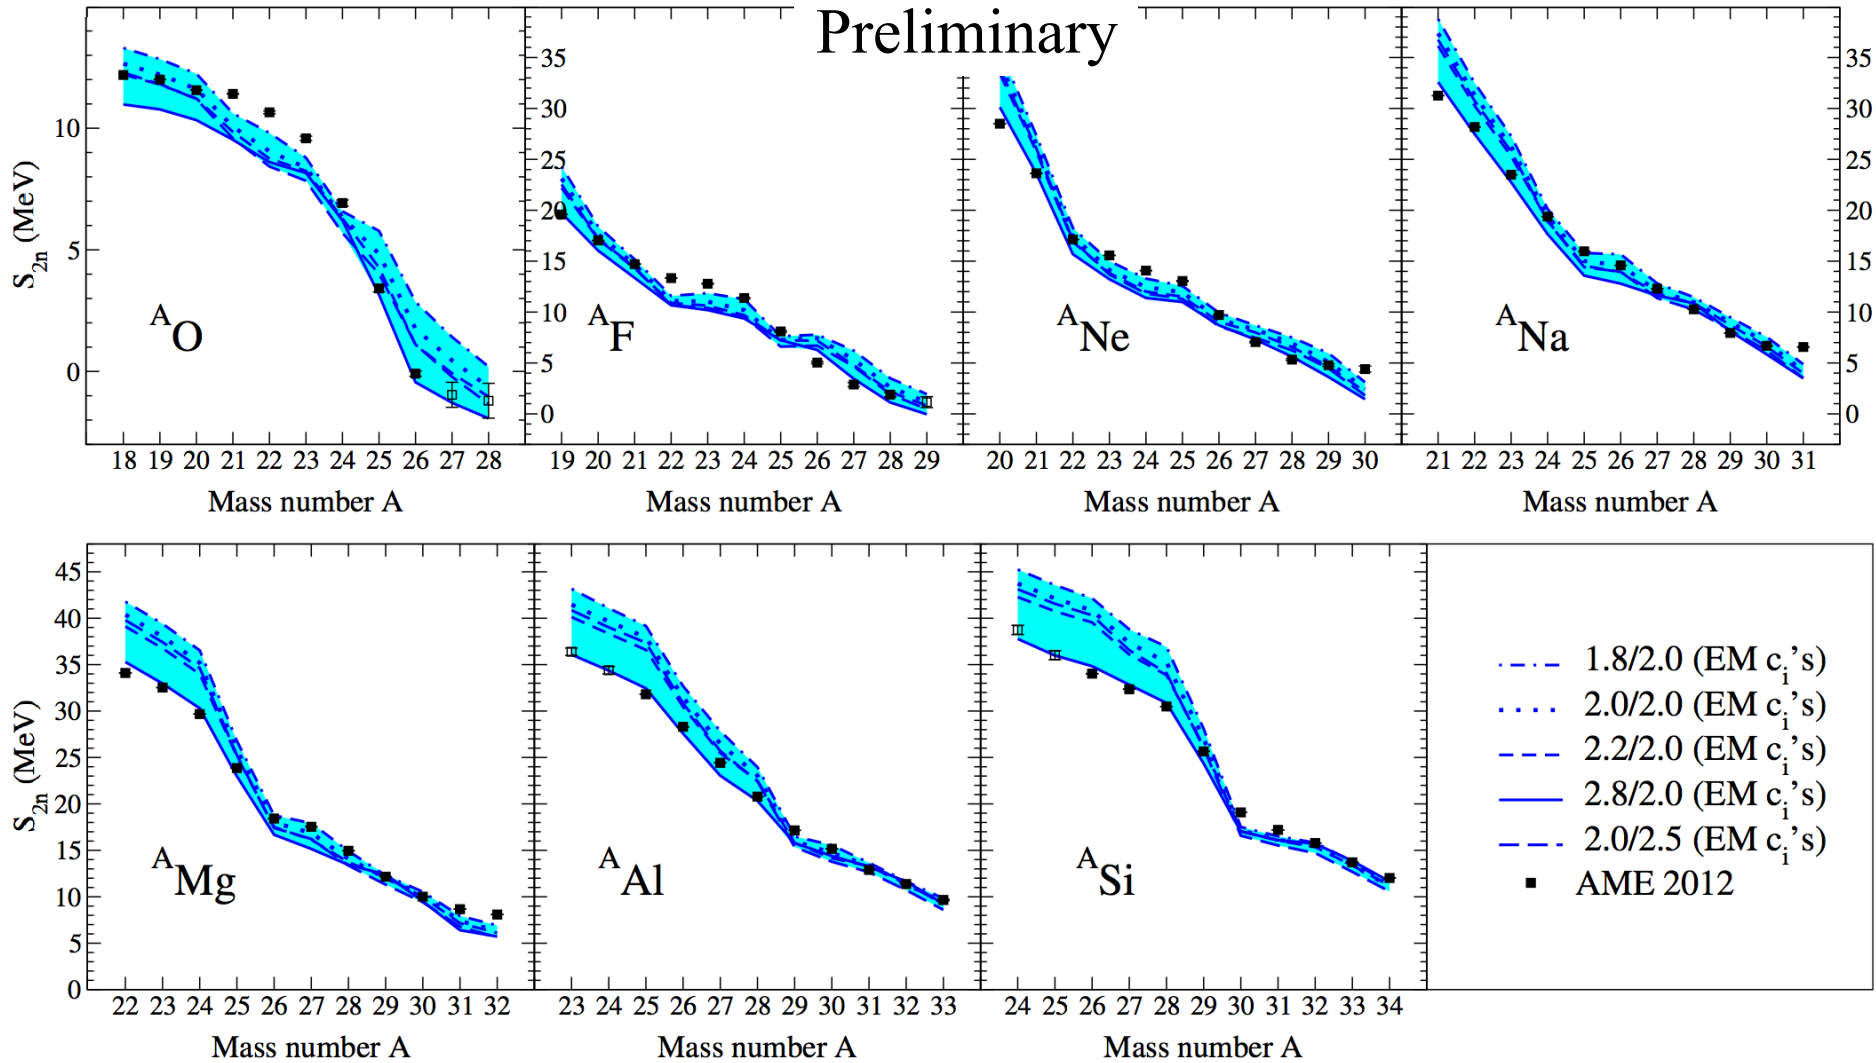 Preliminary
S2n (MeV)
10
5
0
AO
18 19 20 21 22 23 24 25 26 27 28
Mass number A
35
30
25
20
15
10
5
0
AF
19 20 21 22 23 24 25 26 27 28 29
Mass number A
ANe
20 21 22 23 24 25 26 27 28 29 30
Mass number A
ANa
21 22 23 24 25 26 27 28 29 30 31
Mass number A
35
30
25
20
15
10
5
0
S2n (MeV)
45
40
35
30
25
20
15
10
5
0
AMg
22 23 24 25 26 27 28 29 30 31 32
Mass number A
AAl
23 24 25 26 27 28 29 30 31 32 33
Mass number A
ASi
24 25 26 27 28 29 30 31 32 33 34
Mass number A
1.8/2.0 (EM ci's)
2.0/2.0 (EM ci's)
2.2/2.0 (EM ci's)
2.8/2.0 (EM ci's)
2.0/2.5 (EM ci's)
AME 2012